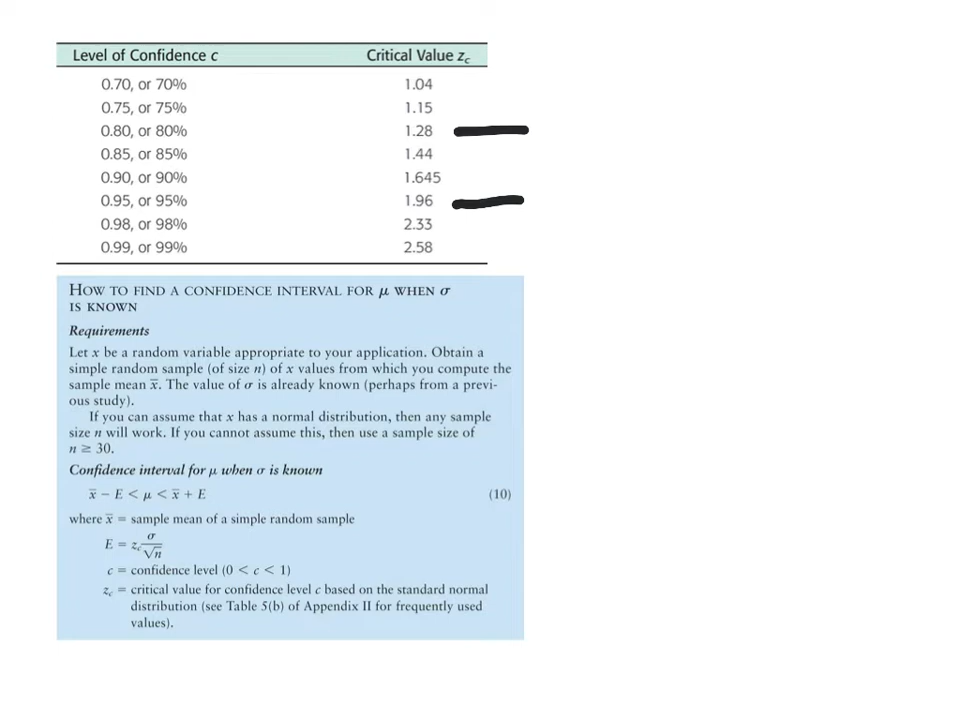 Level of Confidence c Critical Value z_c
0.70, or 70% 1.04
0.75, or 75% 1.15
0.80, or 80% 1.28
0.85, or 85% 1.44
0.90, or 90% 1.645
0.95, or 95% 1.96
0.98, or 98% 2.33
0.99, or 99% 2.58
HOW TO FIND A CONFIDENCE INTERVAL FOR μ WHEN σ
IS KNOWN
Requirements
Let x be a random variable appropriate to your application. Obtain a
simple random sample (of size n) of x values from which you compute the
sample mean x̅. The value of σ is already known (perhaps from a previ-
ous study).
If you can assume that x has a normal distribution, then any sample
size n will work. If you cannot assume this, then use a sample size of
n ≥ 30.
Confidence interval for μ when σ is known
x̅ − E < μ < x̅ + E (10)
where x̅ = sample mean of a simple random sample
E = z_c σ/√n
c = confidence level (0 < c < 1)
z_c = critical value for confidence level c based on the standard normal
distribution (see Table 5(b) of Appendix II for frequently used
values).